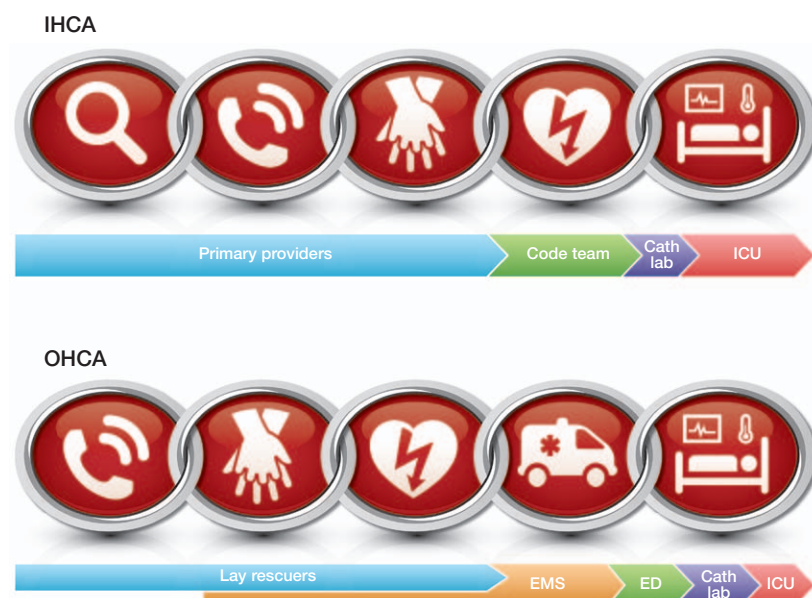 IHCA
Primary providers
Code team
Cath
lab
ICU
OHCA
Lay rescuers
EMS
ED
Cath
lab
ICU